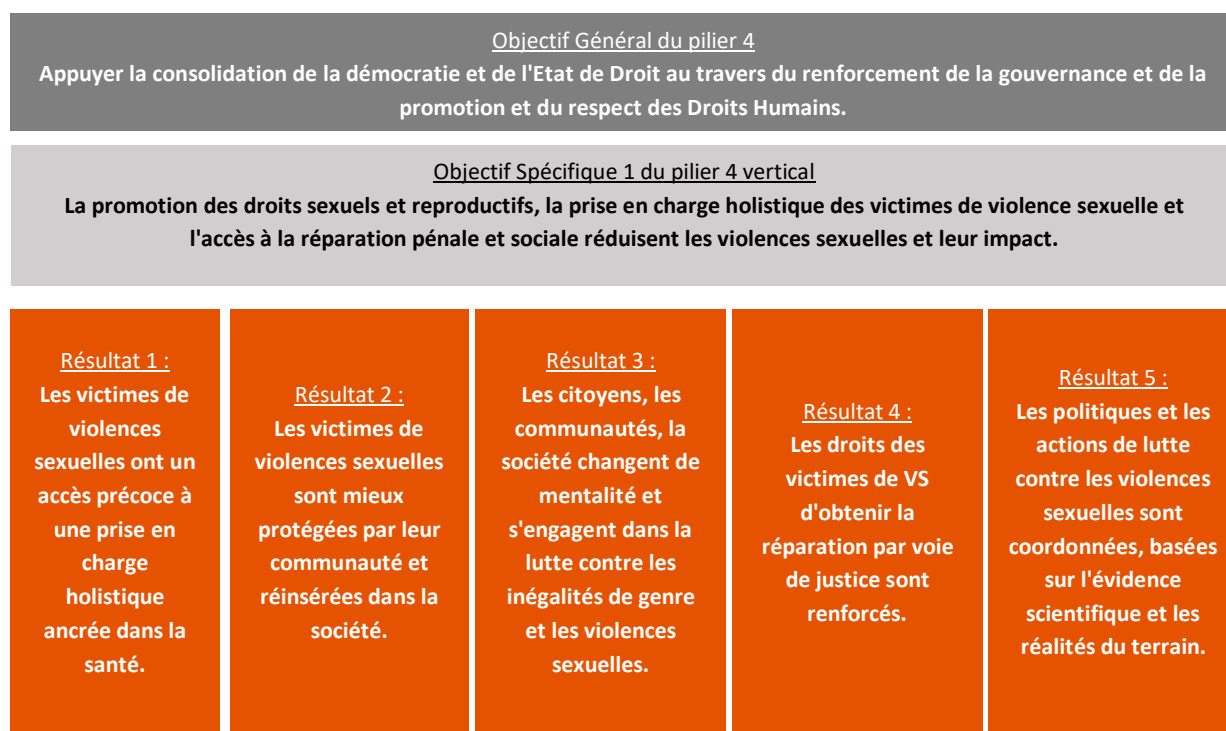 Objectif Général du pilier 4
Appuyer la consolidation de la démocratie et de l'Etat de Droit au travers du renforcement de la gouvernance et de la
promotion et du respect des Droits Humains.
Objectif Spécifique 1 du pilier 4 vertical
La promotion des droits sexuels et reproductifs, la prise en charge holistique des victimes de violence sexuelle et
l'accès à la réparation pénale et sociale réduisent les violences sexuelles et leur impact.
Résultat 1 :
Les victimes de
violences
sexuelles ont un
accès précoce à
une prise en
charge
holistique
ancrée dans la
santé.
Résultat 2 :
Les victimes de
violences sexuelles
sont mieux
protégées par leur
communauté et
réinsérées dans la
société.
Résultat 3 :
Les citoyens, les
communautés, la
société changent de
mentalité et
s'engagent dans la
lutte contre les
inégalités de genre
et les violences
sexuelles.
Résultat 4 :
Les droits des
victimes de VS
d'obtenir la
réparation par voie
de justice sont
renforcés.
Résultat 5 :
Les politiques et les
actions de lutte
contre les violences
sexuelles sont
coordonnées, basées
sur l'évidence
scientifique et les
réalités du terrain.